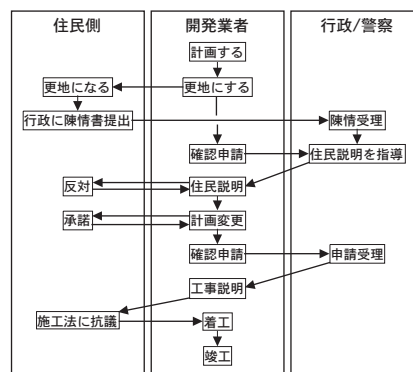 住民側 開発業者 行政/警察
計画する
更地になる 更地にする
行政に陳情書提出 陳情受理
確認申請 住民説明を指導
反対 住民説明
承諾 計画変更
確認申請 申請受理
工事説明
施工法に抗議 着工
竣工